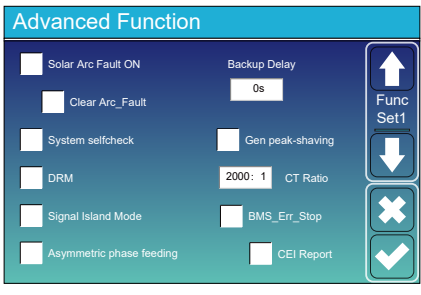 Advanced Function
Solar Arc Fault ON
Backup Delay
Clear Arc_Fault
0s
Func
Set1
System selfcheck
Gen peak-shaving
DRM
2000: 1 CT Ratio
Signal Island Mode
BMS_Err_Stop
Asymmetric phase feeding
CEI Report